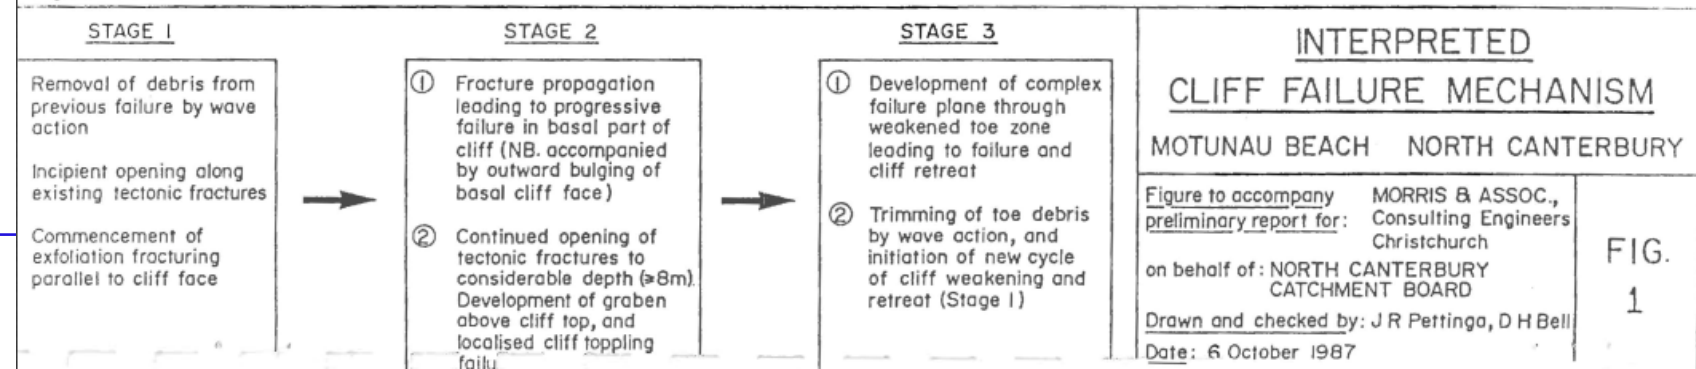 STAGE 1
Removal of debris from
previous failure by wave
action
Incipient opening along
existing tectonic fractures
Commencement of
exfoliation fracturing
parallel to cliff face
STAGE 2
① Fracture propagation
leading to progressive
failure in basal part of
cliff (NB. accompanied
by outward bulging of
basal cliff face)
② Continued opening of
tectonic fractures to
considerable depth (≥8m).
Development of graben
above cliff top, and
localised cliff toppling
STAGE 3
① Development of complex
failure plane through
weakened toe zone
leading to failure and
cliff retreat
② Trimming of toe debris
by wave action, and
initiation of new cycle
of cliff weakening and
retreat (Stage 1)
INTERPRETED
CLIFF FAILURE MECHANISM
MOTUNAU BEACH NORTH CANTERBURY
Figure to accompany
preliminary report for:
MORRIS & ASSOC.,
Consulting Engineers
Christchurch
on behalf of: NORTH CANTERBURY
CATCHMENT BOARD
Drawn and checked by: J R Pettinga, D H Bell
Date: 6 October 1987
FIG.
1